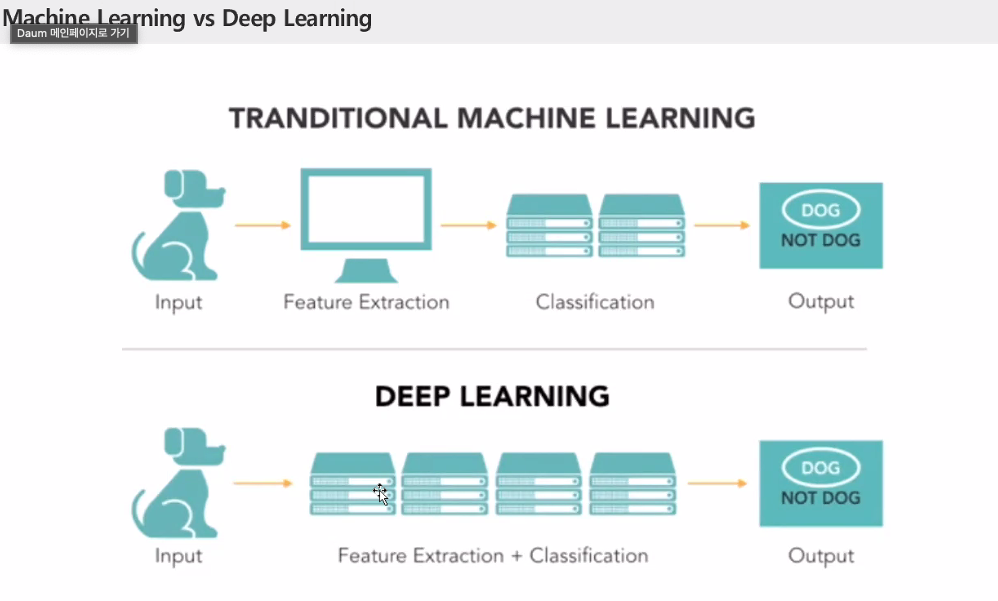 Machine Learning vs Deep Learning
Daum 메인페이지로 가기
TRANDITIONAL MACHINE LEARNING
DOG
NOT DOG
Input
Feature Extraction
Classification
Output
DEEP LEARNING
DOG
NOT DOG
Input
Feature Extraction + Classification
Output